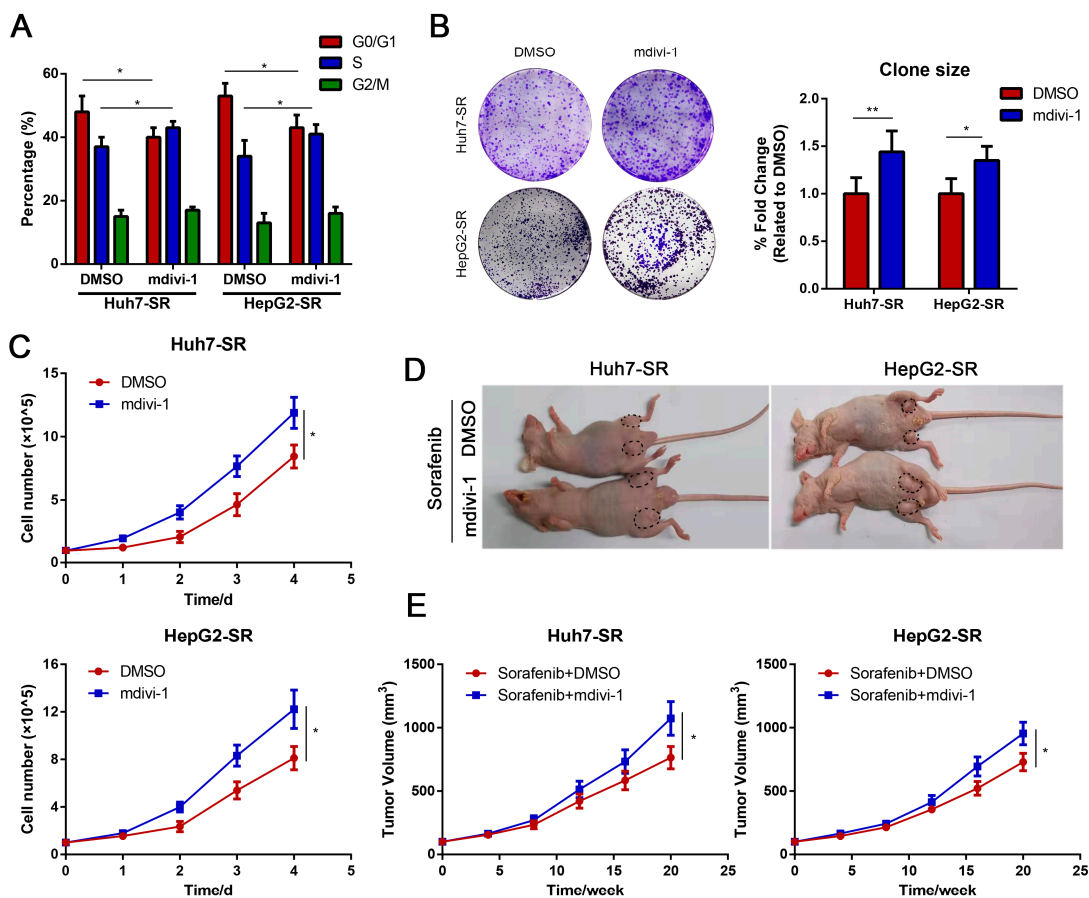 A
G0/G1
S
G2/M
Percentage (%)
60
40
20
0
*
*
*
*
DMSO
mdivi-1
DMSO
mdivi-1
Huh7-SR
HepG2-SR
B
DMSO
mdivi-1
Huh7-SR
HepG2-SR
Clone size
DMSO
mdivi-1
% Fold Change
(Related to DMSO)
2.0
1.5
1.0
0.5
0.0
**
*
Huh7-SR
HepG2-SR
C
Huh7-SR
DMSO
mdivi-1
Cell number (×10^5)
15
10
5
0
*
0
1
2
3
4
5
Time/d
HepG2-SR
DMSO
mdivi-1
Cell number (×10^5)
16
12
8
4
0
*
0
1
2
3
4
5
Time/d
D
Huh7-SR
HepG2-SR
Sorafenib
DMSO
mdivi-1
E
Huh7-SR
Sorafenib+DMSO
Sorafenib+mdivi-1
Tumor Volume (mm³)
1500
1000
500
0
*
0
5
10
15
20
25
Time/week
HepG2-SR
Sorafenib+DMSO
Sorafenib+mdivi-1
Tumor Volume (mm³)
1500
1000
500
0
*
0
5
10
15
20
25
Time/week